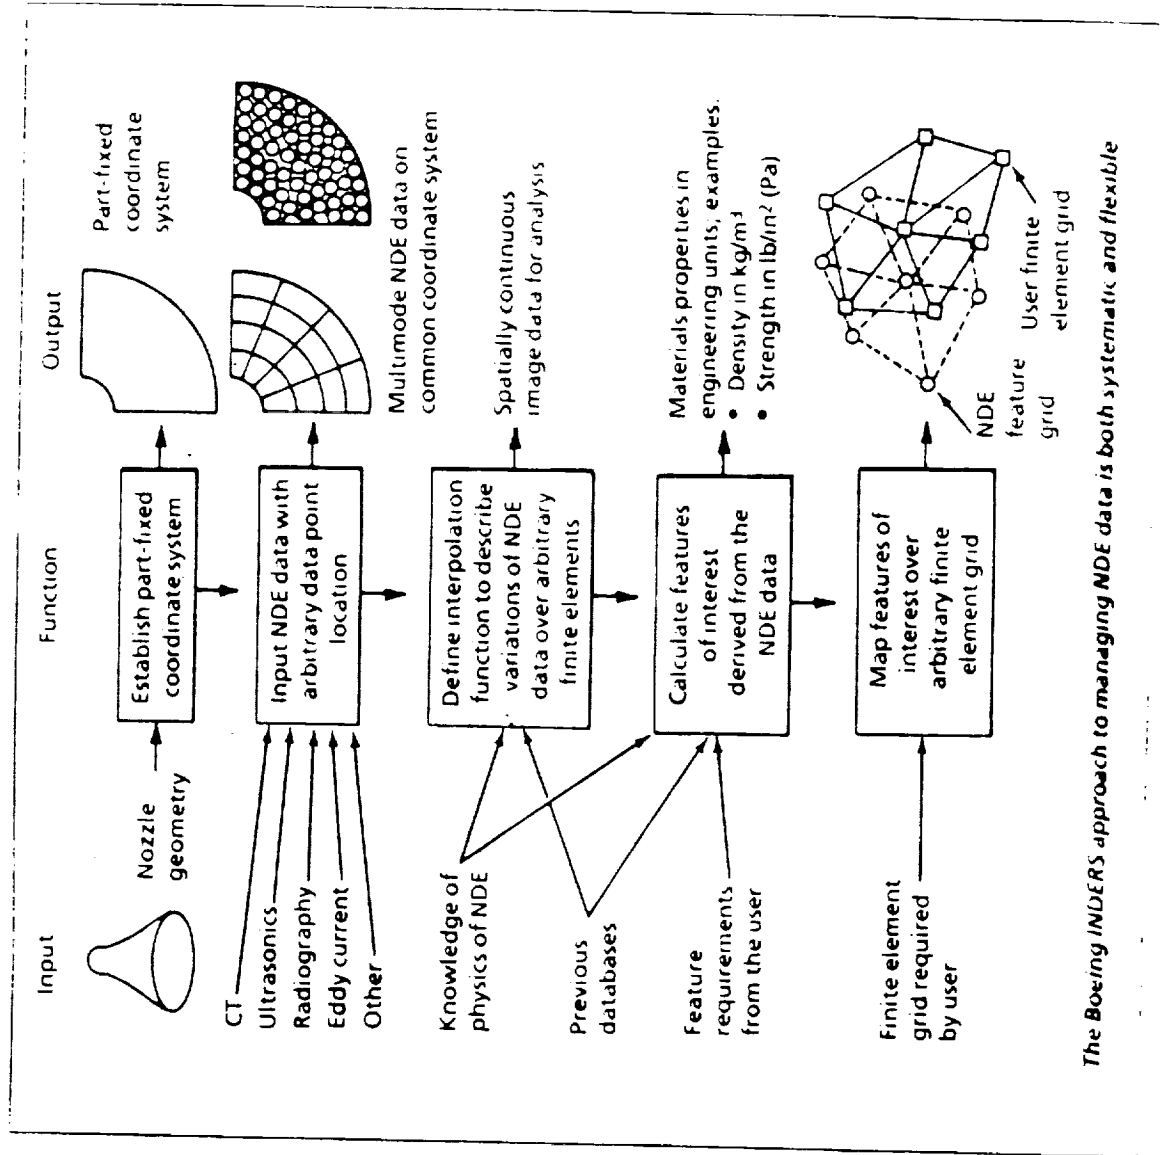 Input
Function
Output
Nozzle
geometry
Establish part-fixed
coordinate system
Part-fixed
coordinate
system
CT
Ultrasonics
Radiography
Eddy current
Other
Input NDE data with
arbitrary data point
location
Multimode NDE data on
common coordinate system
Knowledge of
physics of NDE
Previous
databases
Define interpolation
function to describe
variations of NDE
data over arbitrary
finite elements
Spatially continuous
image data for analysis
Feature
requirements
from the user
Calculate features
of interest
derived from the
NDE data
Materials properties in
engineering units; examples.
• Density in kg/m³
• Strength in lb/in² (Pa)
Finite element
grid required
by user
Map features of
interest over
arbitrary finite
element grid
NDE
feature
grid
User finite
element grid
The Boeing INDERS approach to managing NDE data is both systematic and flexible